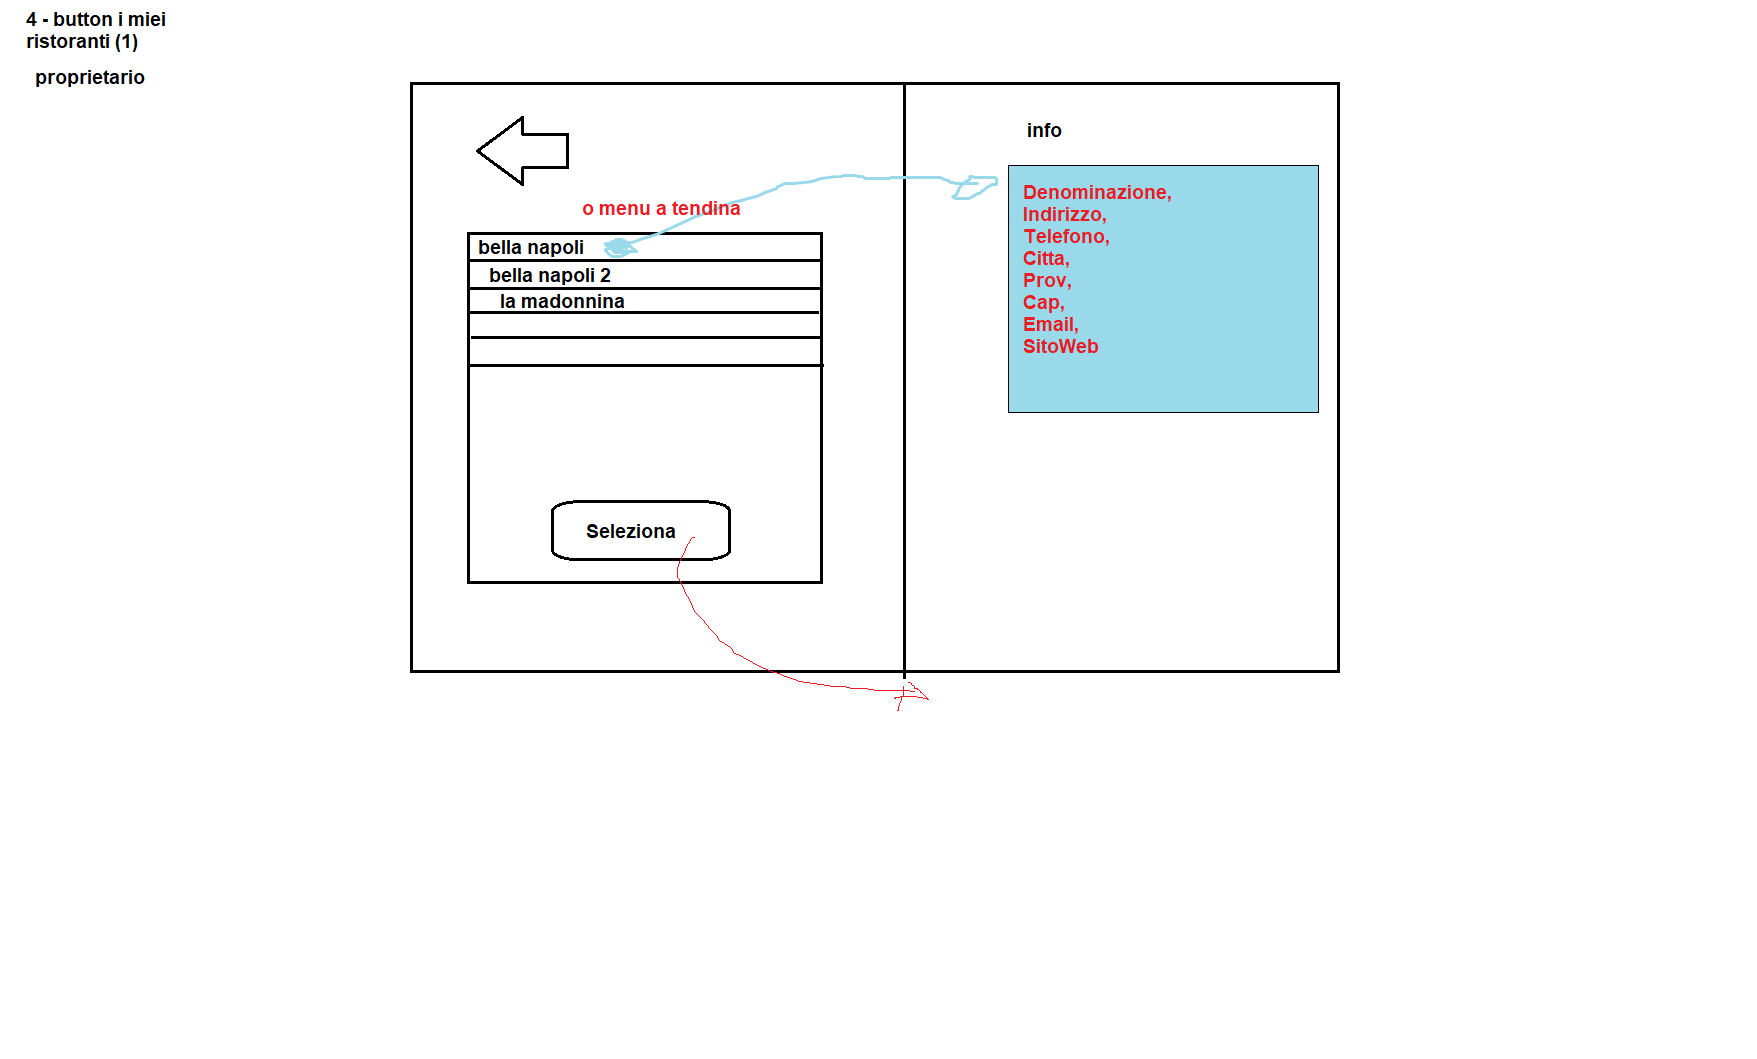 4 - button i miei
ristoranti (1)
proprietario
info
o menu a tendina
bella napoli
bella napoli 2
la madonnina
Seleziona
Denominazione,
Indirizzo,
Telefono,
Citta,
Prov,
Cap,
Email,
SitoWeb